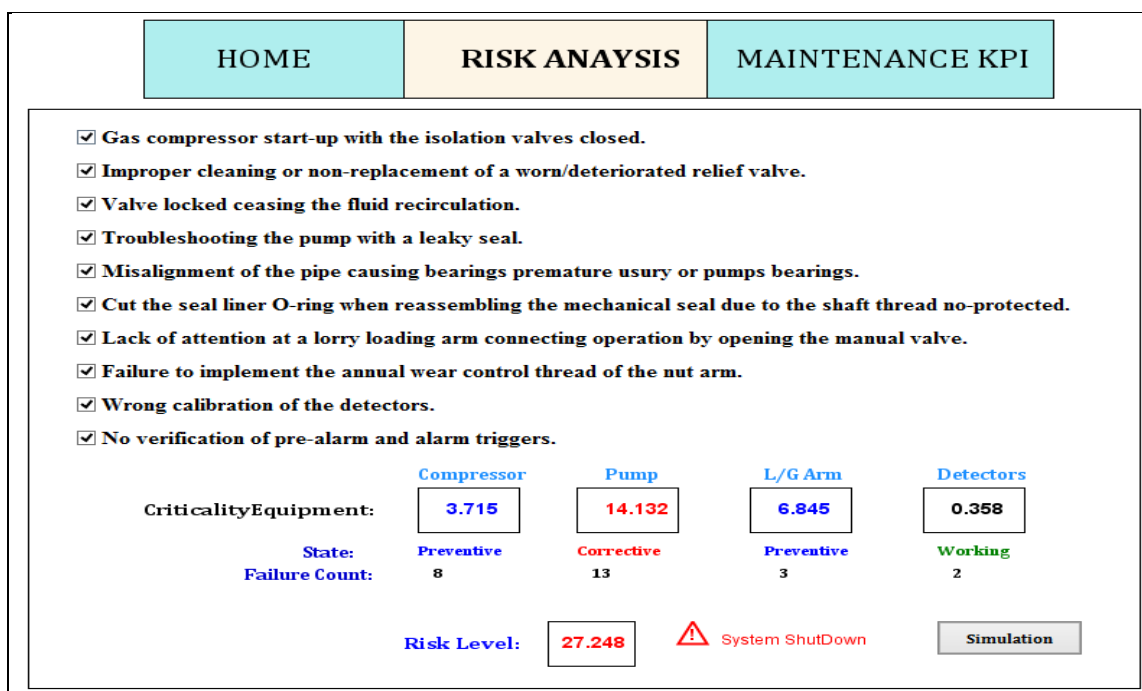 HOME RISK ANAYSIS MAINTENANCE KPI
Gas compressor start-up with the isolation valves closed.
Improper cleaning or non-replacement of a worn/deteriorated relief valve.
Valve locked ceasing the fluid recirculation.
Troubleshooting the pump with a leaky seal.
Misalignment of the pipe causing bearings premature usury or pumps bearings.
Cut the seal liner O-ring when reassembling the mechanical seal due to the shaft thread no-protected.
Lack of attention at a lorry loading arm connecting operation by opening the manual valve.
Failure to implement the annual wear control thread of the nut arm.
Wrong calibration of the detectors.
No verification of pre-alarm and alarm triggers.
Compressor Pump L/G Arm Detectors
CriticalityEquipment: 3.715 14.132 6.845 0.358
State: Preventive Corrective Preventive Working
Failure Count: 8 13 3 2
Risk Level: 27.248 System ShutDown Simulation